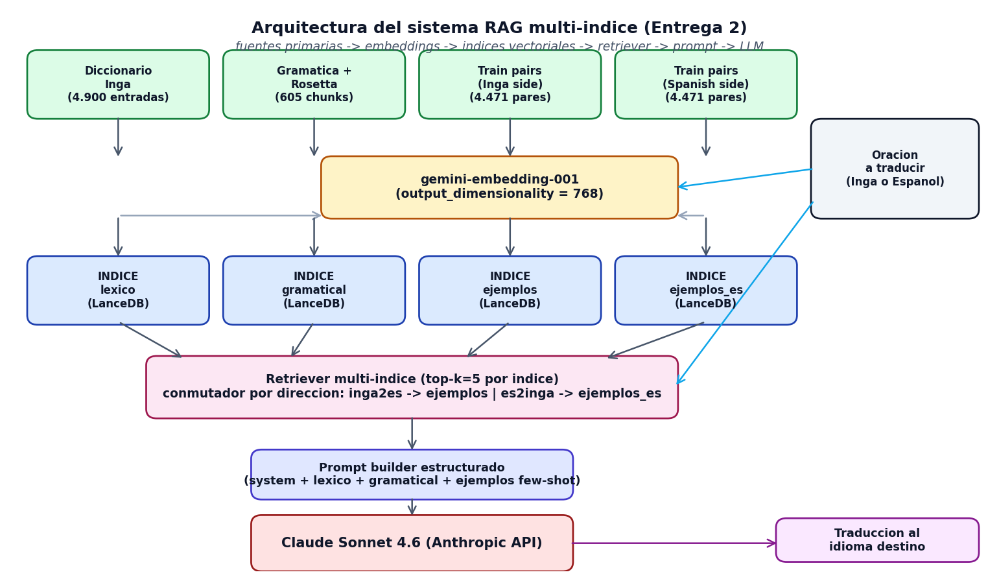 Arquitectura del sistema RAG multi-indice (Entrega 2)
fuentes primarias -> embeddings -> indices vectoriales -> retriever -> prompt -> LLM
Diccionario
Inga
(4.900 entradas)
Gramatica +
Rosetta
(605 chunks)
Train pairs
(Inga side)
(4.471 pares)
Train pairs
(Spanish side)
(4.471 pares)
Oracion
a traducir
(Inga o Espanol)
gemini-embedding-001
(output_dimensionality = 768)
INDICE
lexico
(LanceDB)
INDICE
gramatical
(LanceDB)
INDICE
ejemplos
(LanceDB)
INDICE
ejemplos_es
(LanceDB)
Retriever multi-indice (top-k=5 por indice)
conmutador por direccion: inga2es -> ejemplos | es2inga -> ejemplos_es
Prompt builder estructurado
(system + lexico + gramatical + ejemplos few-shot)
Claude Sonnet 4.6 (Anthropic API)
Traduccion al
idioma destino